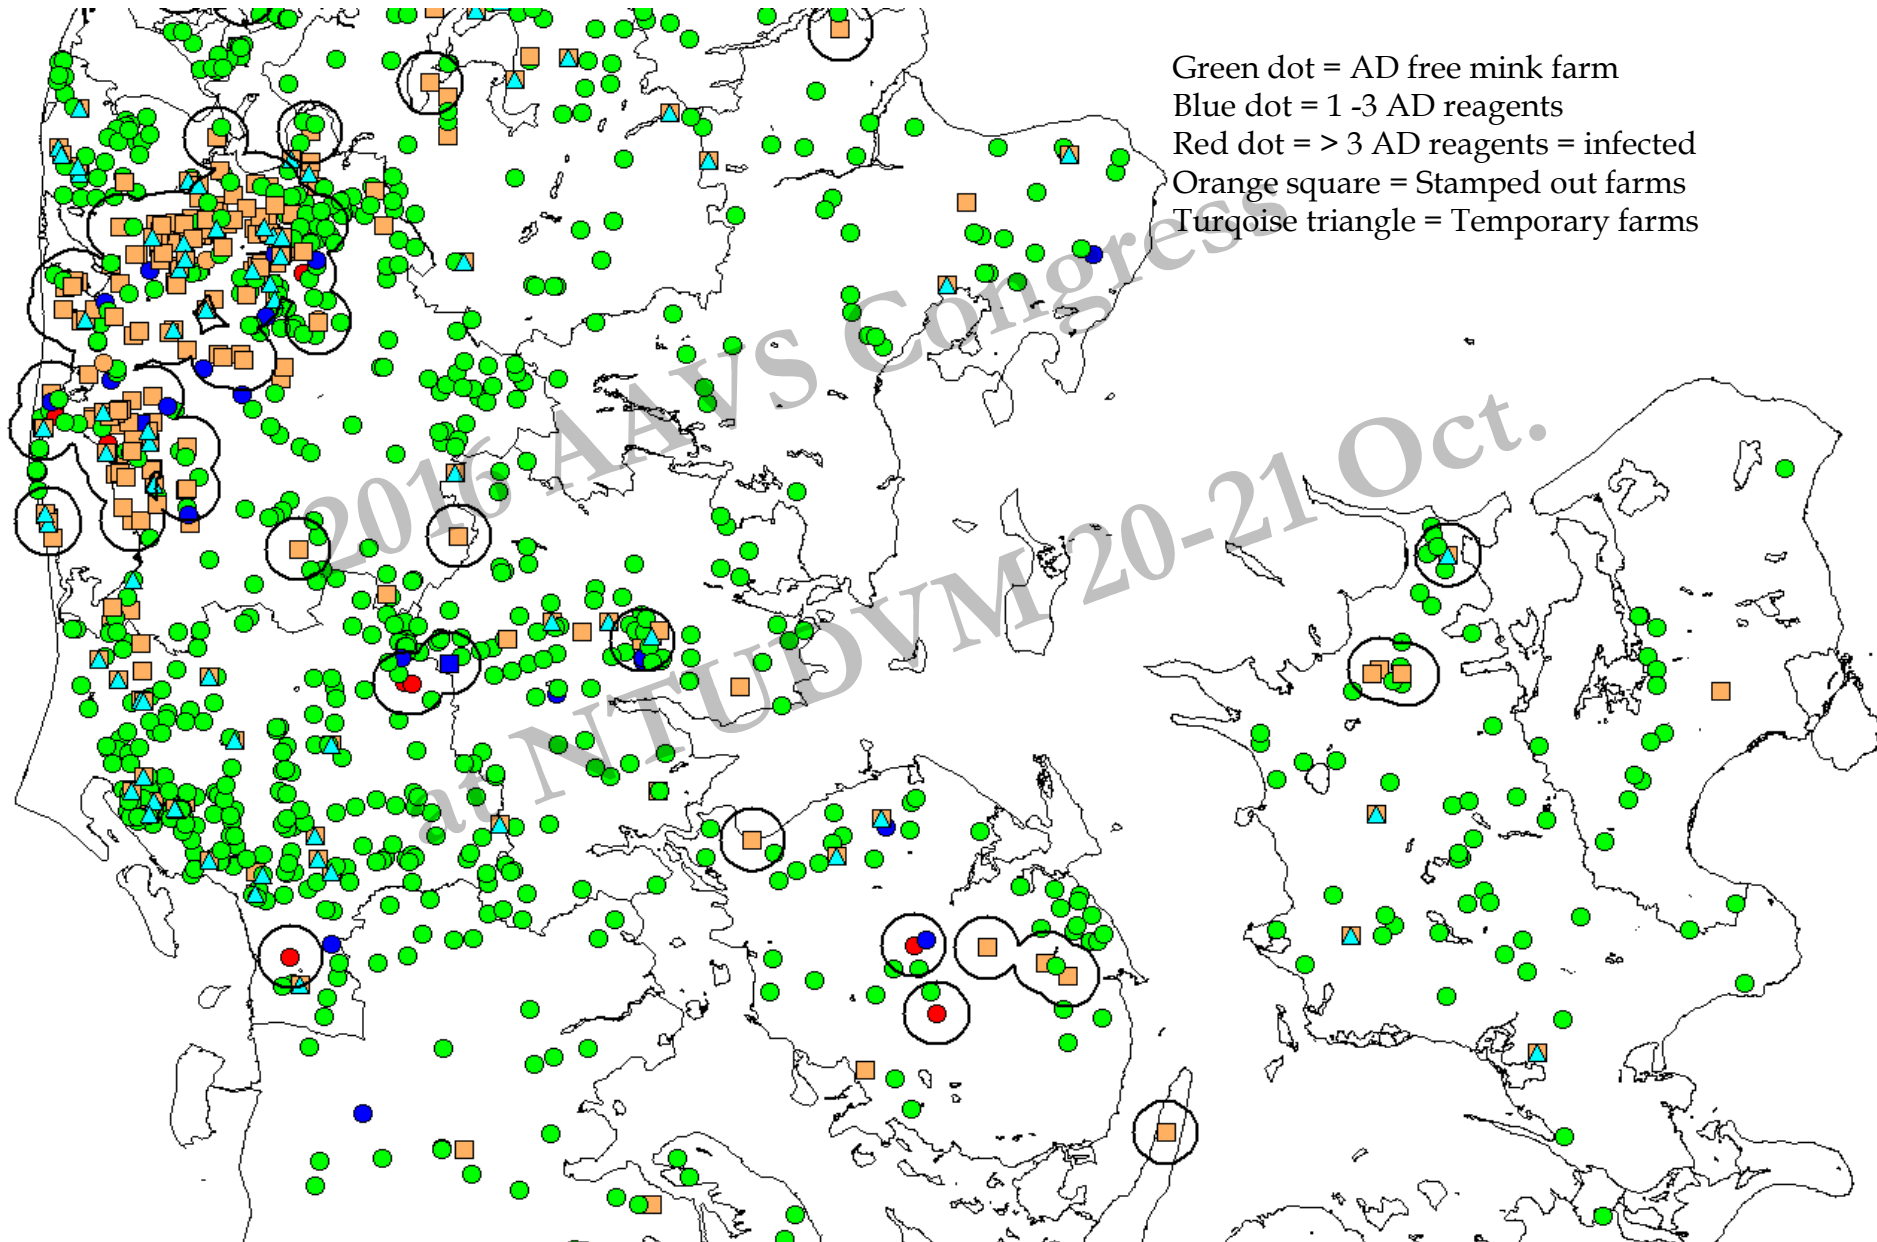 Green dot = AD free mink farm
Blue dot = 1 -3 AD reagents
Red dot = > 3 AD reagents = infected
Orange square = Stamped out farms
Turqoise triangle = Temporary farms
2016 AAVS Congress
at NTUDVM 20-21 Oct.